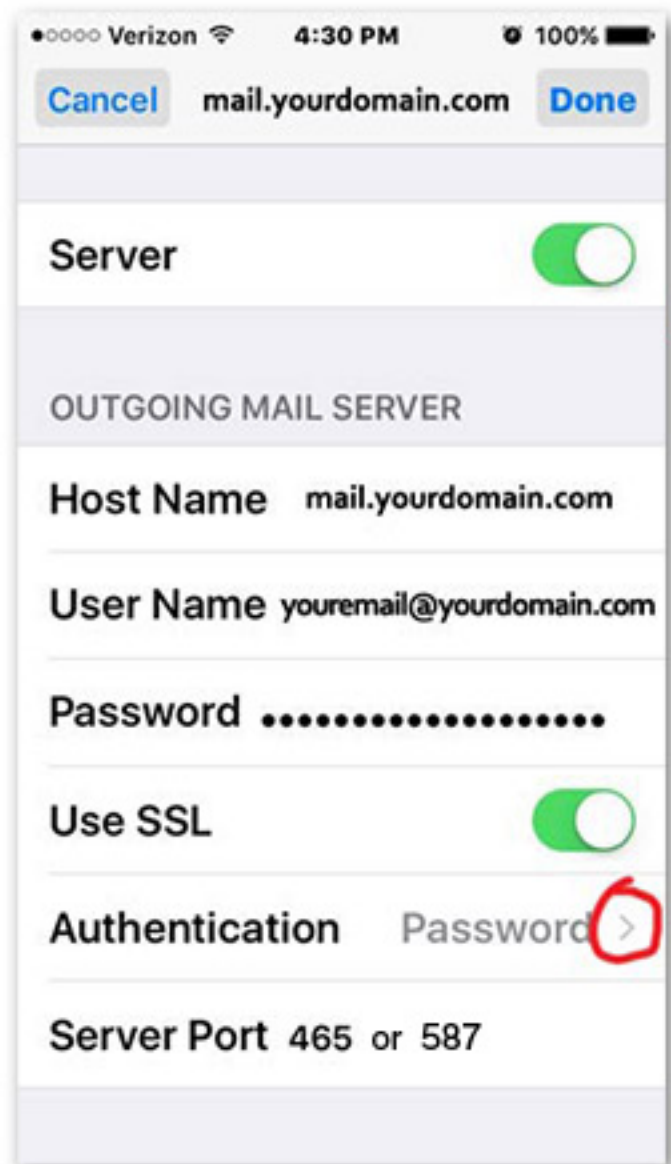 Verizon 4:30 PM 100%
Cancel mail.yourdomain.com Done
Server
OUTGOING MAIL SERVER
Host Name mail.yourdomain.com
User Name youremail@yourdomain.com
Password ●●●●●●●●●●●●●●●●●●●
Use SSL
Authentication Password >
Server Port 465 or 587